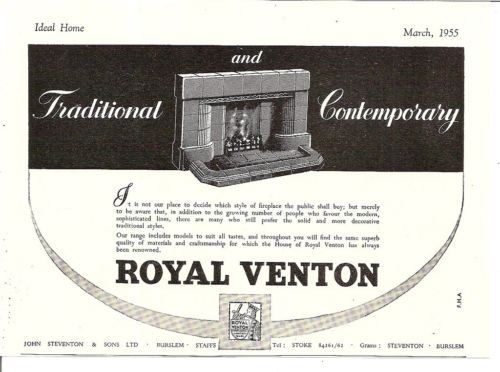 Ideal Home
March, 1955
and
Traditional
Contemporary
It is not our place to decide which style of fireplace the public shall buy; but merely
to be aware that, in addition to the growing number of people who favour the modern,
sophisticated lines, there are many who still prefer the solid and more decorative
traditional styles.
Our range includes models to suit all tastes, and throughout you will find the same superb
quality of materials and craftsmanship for which the House of Royal Venton has always
been renowned.
ROYAL VENTON
ROYAL
VENTON
F.H.A
JOHN STEVENTON & SONS LTD · BURSLEM · STAFFS
Tel: STOKE 84261/62 · Grams: STEVENTON · BURSLEM